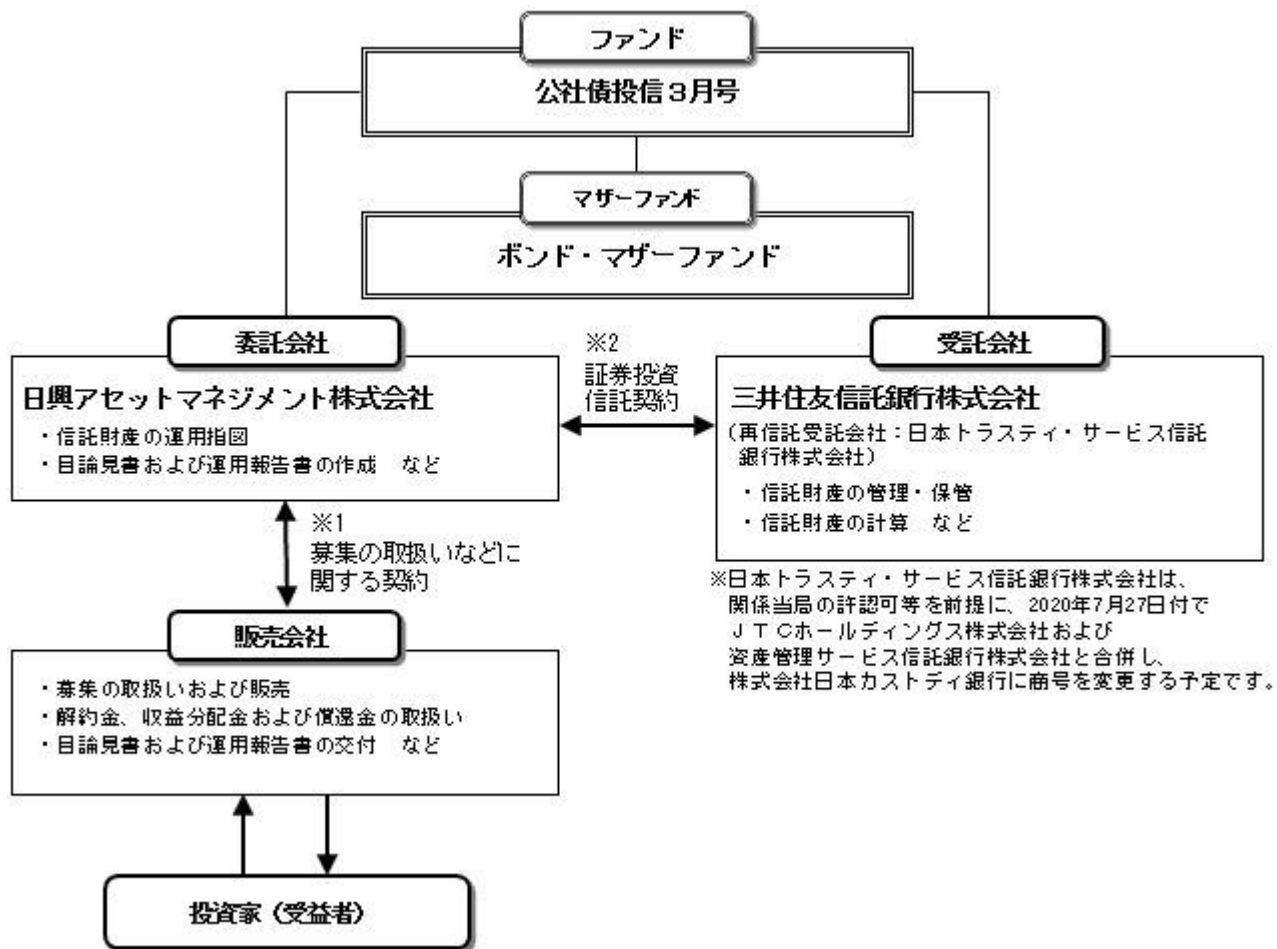 ファンド
公社債投信3月号
マザーファンド
ボンド・マザーファンド
委託会社
日興アセットマネジメント株式会社
・信託財産の運用指図
・目論見書および運用報告書の作成　など
※2
証券投資
信託契約
受託会社
三井住友信託銀行株式会社
(再信託受託会社:日本トラスティ・サービス信託
銀行株式会社)
・信託財産の管理・保管
・信託財産の計算　など
※日本トラスティ・サービス信託銀行株式会社は、
関係当局の許認可等を前提に、2020年7月27日付で
JTCホールディングス株式会社および
資産管理サービス信託銀行株式会社と合併し、
株式会社日本カストディ銀行に商号を変更する予定です。
※1
募集の取扱いなどに
関する契約
販売会社
・募集の取扱いおよび販売
・解約金、収益分配金および償還金の取扱い
・目論見書および運用報告書の交付　など
投資家(受益者)